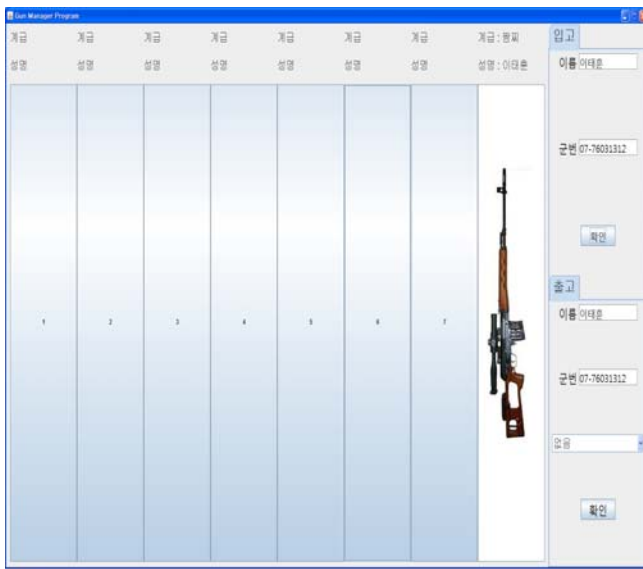 Gun Manager Program
계급 계급 계급 계급 계급 계급 계급 계급 :
성명 성명 성명 성명 성명 성명 성명 성명 : 이태훈
1 2 3 4 5 6 7
입고
이름 이태훈
군번 07-76031312
확인
출고
이름 이태훈
군번 07-76031312
없음
확인